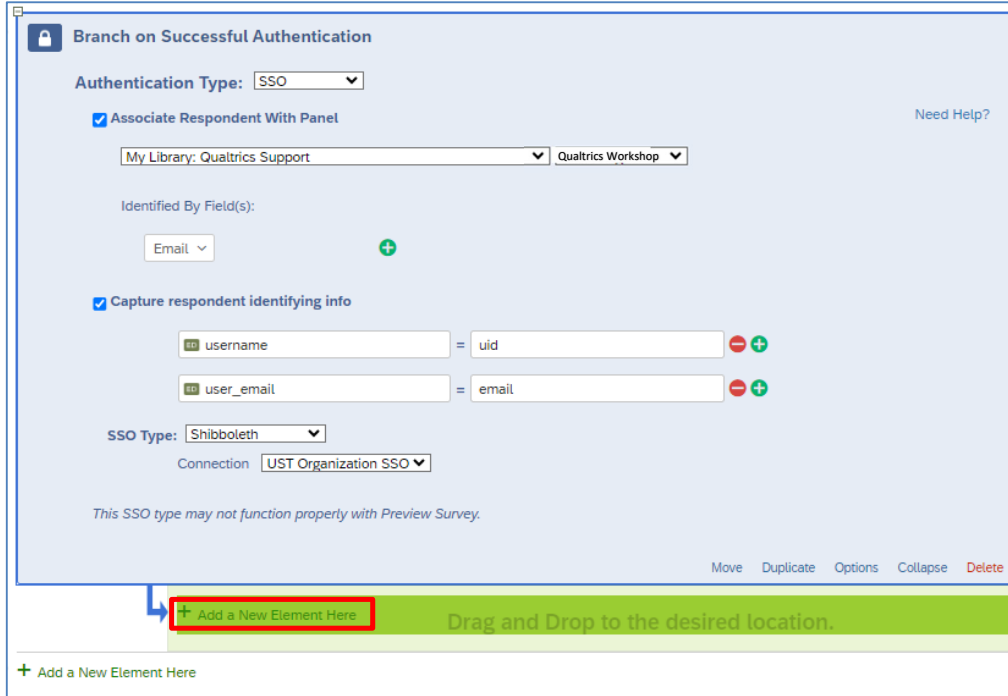 Branch on Successful Authentication
Authentication Type: SSO
Associate Respondent With Panel
Need Help?
My Library: Qualtrics Support Qualtrics Workshop
Identified By Field(s):
Email
Capture respondent identifying info
ED username = uid
ED user_email = email
SSO Type: Shibboleth
Connection UST Organization SSO
This SSO type may not function properly with Preview Survey.
Move Duplicate Options Collapse Delete
+ Add a New Element Here Drag and Drop to the desired location.
+ Add a New Element Here